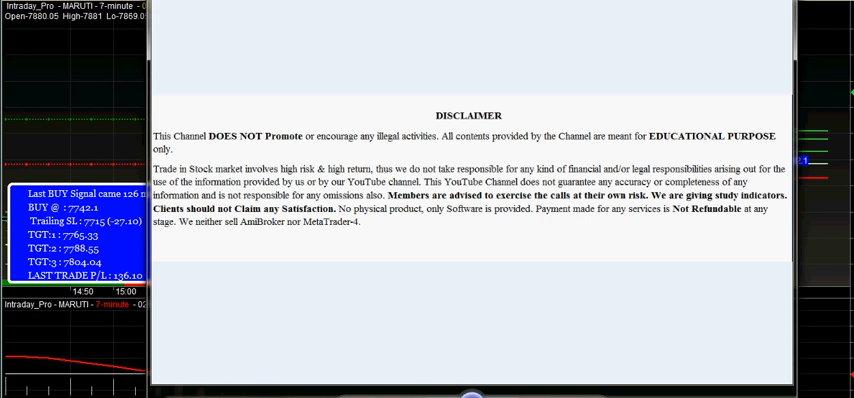 Intraday_Pro - MARUTI - 7-minute - 0
Open-7880.05 High-7881 Lo-7869.0
DISCLAIMER
This Channel DOES NOT Promote or encourage any illegal activities. All contents provided by the Channel are meant for EDUCATIONAL PURPOSE
only.
Trade in Stock market involves high risk & high return, thus we do not take responsible for any kind of financial and/or legal responsibilities arising out for the
use of the information provided by us or by our YouTube channel. This YouTube Channel does not guarantee any accuracy or completeness of any
information and is not responsible for any omissions also. Members are advised to exercise the calls at their own risk. We are giving study indicators.
Clients should not Claim any Satisfaction. No physical product, only Software is provided. Payment made for any services is Not Refundable at any
stage. We neither sell AmiBroker nor MetaTrader-4.
Last BUY Signal came 126 m
BUY @ : 7742.1
Trailing SL : 7715 (-27.10)
TGT:1 : 7765.33
TGT:2 : 7788.55
TGT:3 : 7804.04
LAST TRADE P/L : 136.10
14:50 15:00
Intraday_Pro - MARUTI - 7-minute - 02